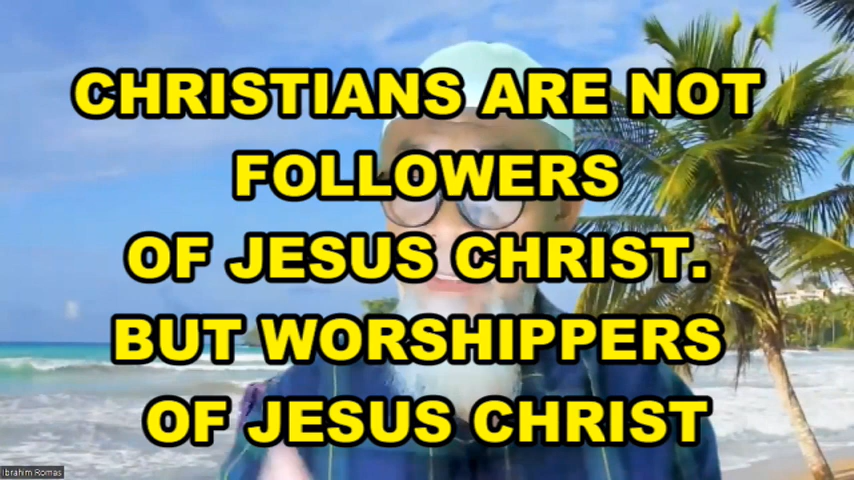 CHRISTIANS ARE NOT
FOLLOWERS
OF JESUS CHRIST.
BUT WORSHIPPERS
OF JESUS CHRIST
Ibrahim Romas